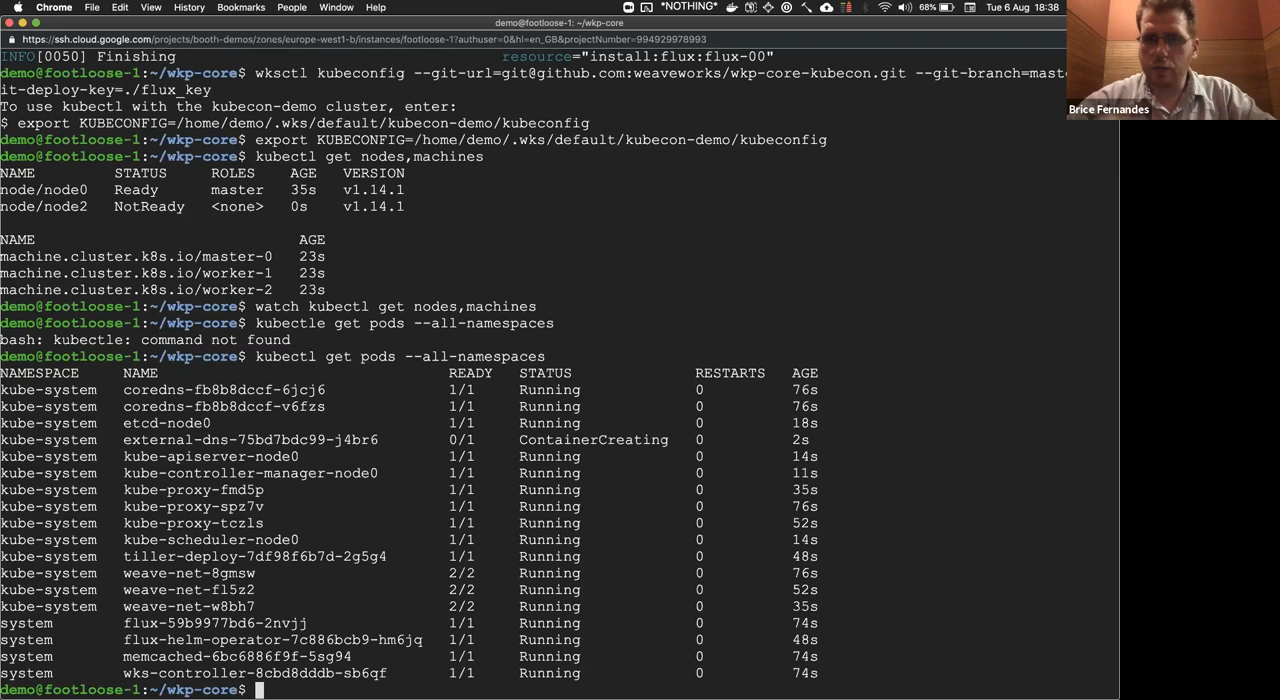 Chrome File Edit View History Bookmarks People Window Help *NOTHING* 68% Tue 6 Aug 18:38
demo@footloose-1: ~/wkp-core
https://ssh.cloud.google.com/projects/booth-demos/zones/europe-west1-b/instances/footloose-1?authuser=0&hl=en_GB&projectNumber=994929978993
INFO[0050] Finishing resource="install:flux:flux-00"
demo@footloose-1:~/wkp-core$ wksctl kubeconfig --git-url=git@github.com:weaveworks/wkp-core-kubecon.git --git-branch=mast
it-deploy-key=./flux_key
To use kubectl with the kubecon-demo cluster, enter:
$ export KUBECONFIG=/home/demo/.wks/default/kubecon-demo/kubeconfig
demo@footloose-1:~/wkp-core$ export KUBECONFIG=/home/demo/.wks/default/kubecon-demo/kubeconfig
demo@footloose-1:~/wkp-core$ kubectl get nodes,machines
NAME STATUS ROLES AGE VERSION
node/node0 Ready master 35s v1.14.1
node/node2 NotReady <none> 0s v1.14.1
NAME AGE
machine.cluster.k8s.io/master-0 23s
machine.cluster.k8s.io/worker-1 23s
machine.cluster.k8s.io/worker-2 23s
demo@footloose-1:~/wkp-core$ watch kubectl get nodes,machines
demo@footloose-1:~/wkp-core$ kubectle get pods --all-namespaces
bash: kubectle: command not found
demo@footloose-1:~/wkp-core$ kubectl get pods --all-namespaces
NAMESPACE NAME READY STATUS RESTARTS AGE
kube-system coredns-fb8b8dccf-6jcj6 1/1 Running 0 76s
kube-system coredns-fb8b8dccf-v6fzs 1/1 Running 0 76s
kube-system etcd-node0 1/1 Running 0 18s
kube-system external-dns-75bd7bdc99-j4br6 0/1 ContainerCreating 0 2s
kube-system kube-apiserver-node0 1/1 Running 0 14s
kube-system kube-controller-manager-node0 1/1 Running 0 11s
kube-system kube-proxy-fmd5p 1/1 Running 0 35s
kube-system kube-proxy-spz7v 1/1 Running 0 76s
kube-system kube-proxy-tczls 1/1 Running 0 52s
kube-system kube-scheduler-node0 1/1 Running 0 14s
kube-system tiller-deploy-7df98f6b7d-2g5g4 1/1 Running 0 48s
kube-system weave-net-8gmsw 2/2 Running 0 76s
kube-system weave-net-fl5z2 2/2 Running 0 52s
kube-system weave-net-w8bh7 2/2 Running 0 35s
system flux-59b9977bd6-2nvjj 1/1 Running 0 74s
system flux-helm-operator-7c886bcb9-hm6jq 1/1 Running 0 48s
system memcached-6bc6886f9f-5sg94 1/1 Running 0 74s
system wks-controller-8cbd8dddb-sb6qf 1/1 Running 0 74s
demo@footloose-1:~/wkp-core$
Brice Fernandes